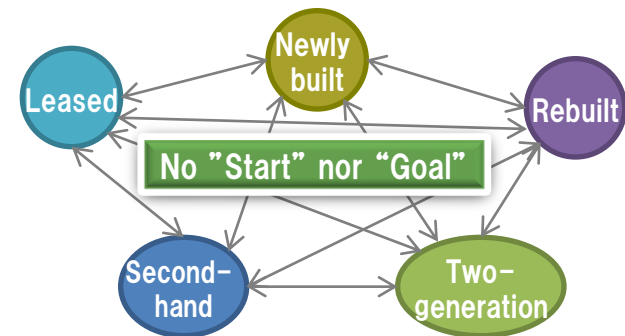 Newly
built
Leased
Rebuilt
No ”Start” nor “Goal”
Second-
hand
Two-
generation